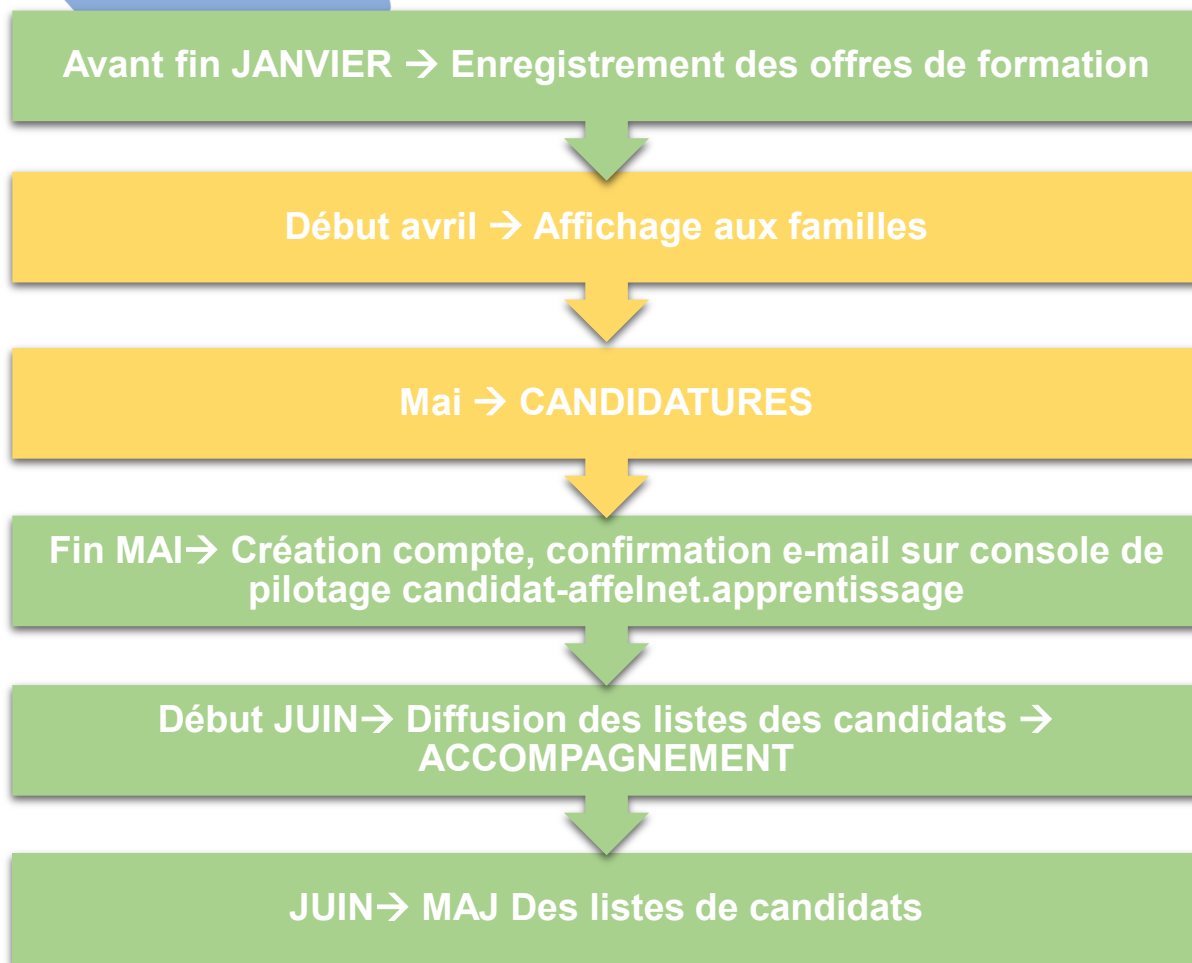 Avant fin JANVIER → Enregistrement des offres de formation
Début avril → Affichage aux familles
Mai → CANDIDATURES
Fin MAI→ Création compte, confirmation e-mail sur console de
pilotage candidat-affelnet.apprentissage
Début JUIN→ Diffusion des listes des candidats →
ACCOMPAGNEMENT
JUIN→ MAJ Des listes de candidats